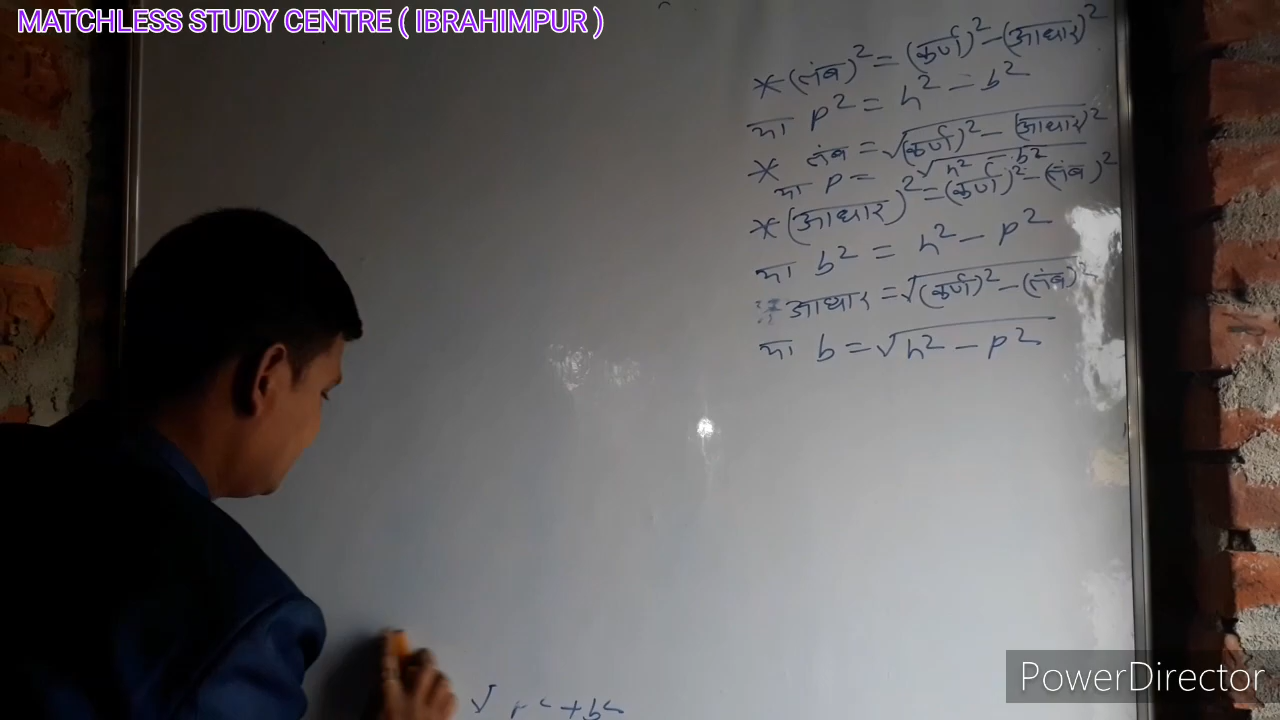 MATCHLESS STUDY CENTRE ( IBRAHIMPUR )
* (लंब)² = (कर्ण)² - (आधार)²
या p² = h² - b²
* लंब = √(कर्ण)² - (आधार)²
या p = √h² - b²
* (आधार)² = (कर्ण)² - (लंब)²
या b² = h² - p²
आधार = √(कर्ण)² - (लंब)²
या b = √h² - p²
√ + b²
PowerDirector